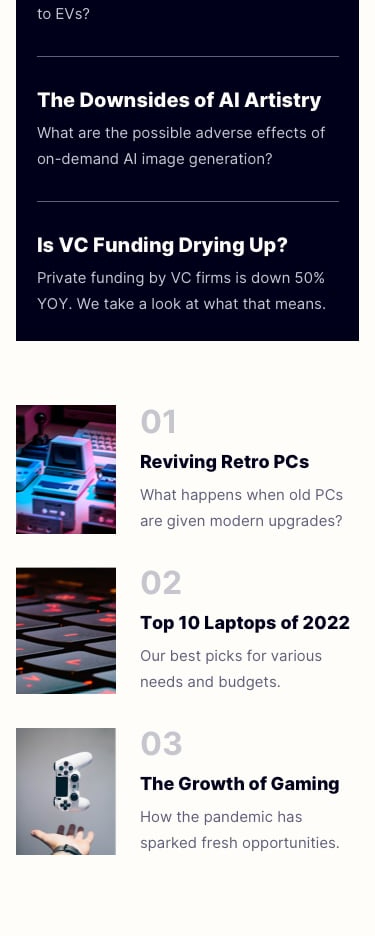 to EVs?
The Downsides of AI Artistry
What are the possible adverse effects of
on-demand AI image generation?
Is VC Funding Drying Up?
Private funding by VC firms is down 50%
YOY. We take a look at what that means.
01
Reviving Retro PCs
What happens when old PCs
are given modern upgrades?
02
Top 10 Laptops of 2022
Our best picks for various
needs and budgets.
03
The Growth of Gaming
How the pandemic has
sparked fresh opportunities.